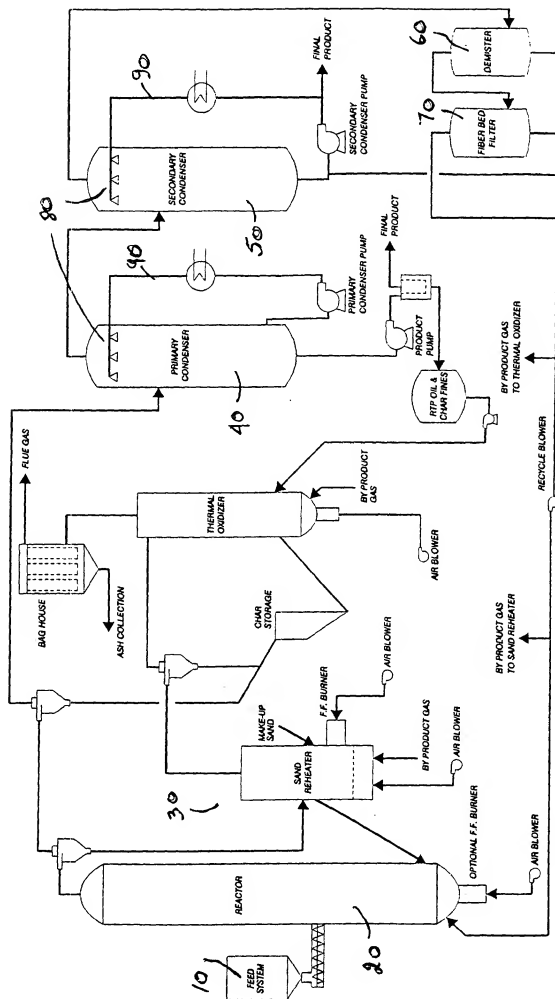 60
DEMISTER
70
FIBER BED
FILTER
90
FINAL
PRODUCT
80
SECONDARY
CONDENSER
50
SECONDARY
CONDENSER PUMP
90
PRIMARY
CONDENSER
40
PRIMARY
CONDENSER PUMP
FINAL
PRODUCT
PRODUCT
PUMP
RTP OIL &
CHAR FINES
BY PRODUCT GAS
TO THERMAL OXIDIZER
RECYCLE BLOWER
FLUE GAS
BAG HOUSE
ASH COLLECTION
THERMAL
OXIDIZER
BY PRODUCT
GAS
AIR BLOWER
CHAR
STORAGE
BY PRODUCT GAS
TO SAND REHEATER
MAKE-UP
SAND
F.F. BURNER
AIR BLOWER
30
SAND
REHEATER
BY PRODUCT GAS
AIR BLOWER
OPTIONAL F.F. BURNER
AIR BLOWER
REACTOR
20
10
FEED
SYSTEM